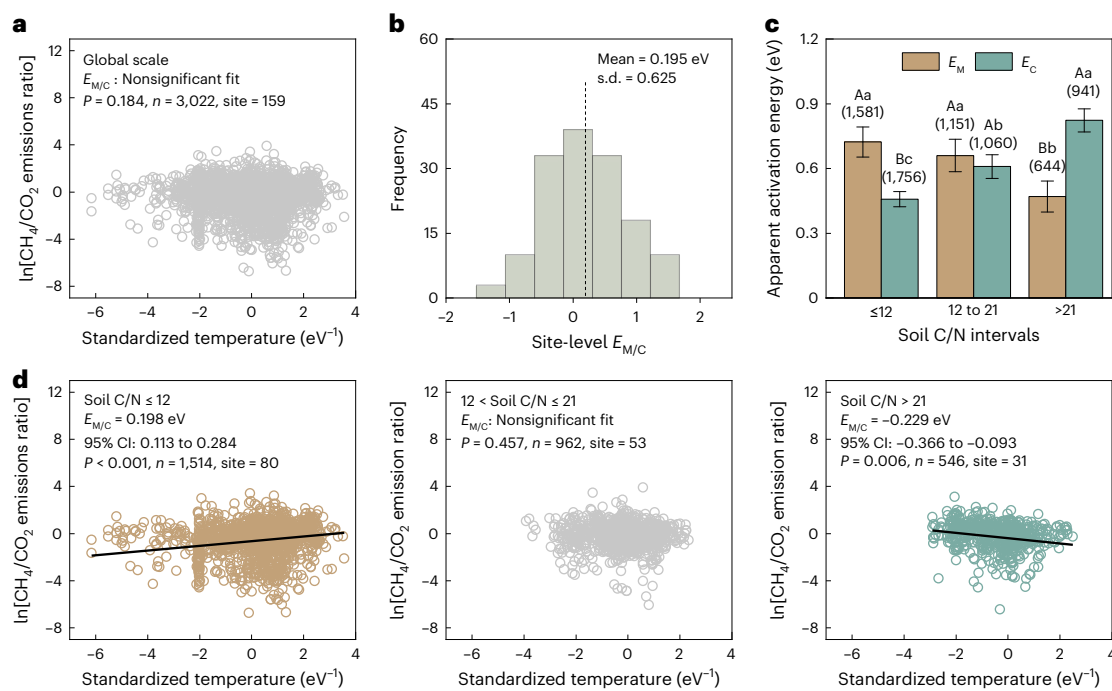 a
ln[CH4/CO2 emissions ratio]
12
8
4
0
−4
−8
Global scale
EM/C : Nonsignificant fit
P = 0.184, n = 3,022, site = 159
−6 −4 −2 0 2 4
Standardized temperature (eV−1)
b
Frequency
60
45
30
15
0
Mean = 0.195 eV
s.d. = 0.625
−2 −1 0 1 2
Site-level EM/C
c
Apparent activation energy (eV)
1.2
0.9
0.6
0.3
0
EM EC
Aa
(1,581)
Bc
(1,756)
Aa
(1,151)
Ab
(1,060)
Bb
(644)
Aa
(941)
≤12 12 to 21 >21
Soil C/N intervals
d
ln[CH4/CO2 emissions ratio]
12
8
4
0
−4
−8
Soil C/N ≤ 12
EM/C = 0.198 eV
95% CI: 0.113 to 0.284
P < 0.001, n = 1,514, site = 80
−6 −4 −2 0 2 4
Standardized temperature (eV−1)
ln[CH4/CO2 emission ratio]
12
8
4
0
−4
−8
12 < Soil C/N ≤ 21
EM/C: Nonsignificant fit
P = 0.457, n = 962, site = 53
−6 −4 −2 0 2 4
Standardized temperature (eV−1)
ln[CH4/CO2 emission ratio]
12
8
4
0
−4
−8
Soil C/N > 21
EM/C = −0.229 eV
95% CI: −0.366 to −0.093
P = 0.006, n = 546, site = 31
−6 −4 −2 0 2 4
Standardized temperature (eV−1)